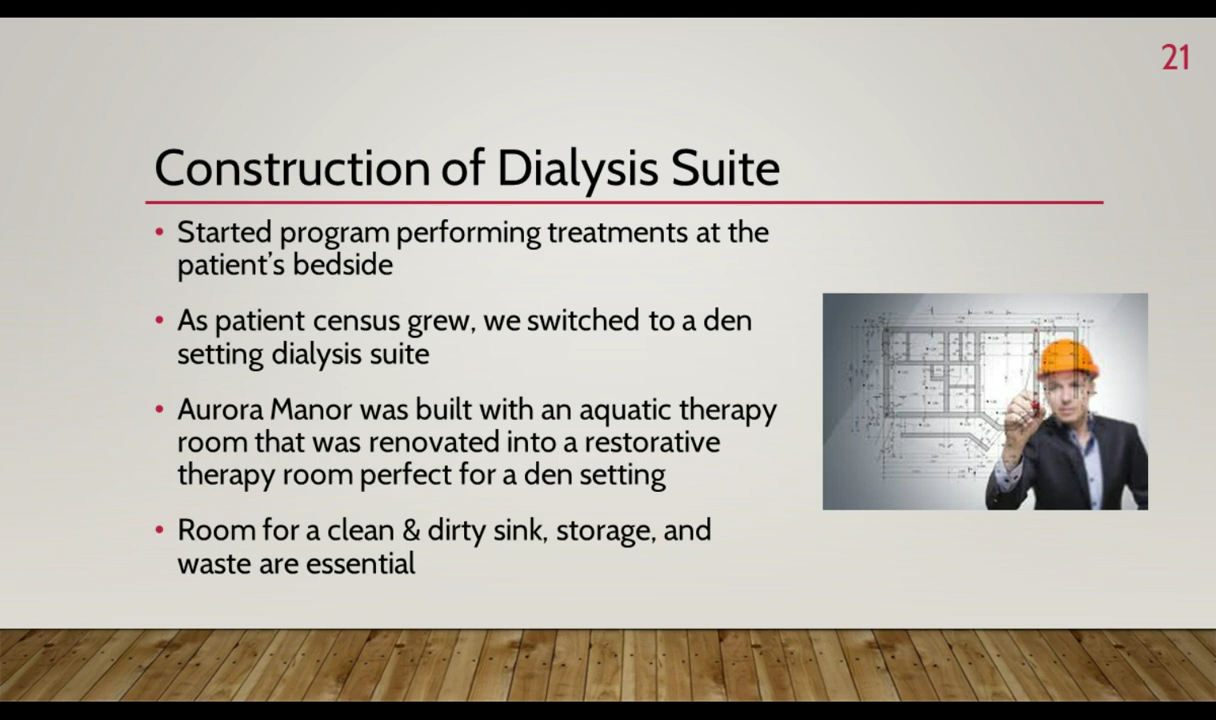 21
Construction of Dialysis Suite
• Started program performing treatments at the
patient's bedside
• As patient census grew, we switched to a den
setting dialysis suite
• Aurora Manor was built with an aquatic therapy
room that was renovated into a restorative
therapy room perfect for a den setting
• Room for a clean & dirty sink, storage, and
waste are essential